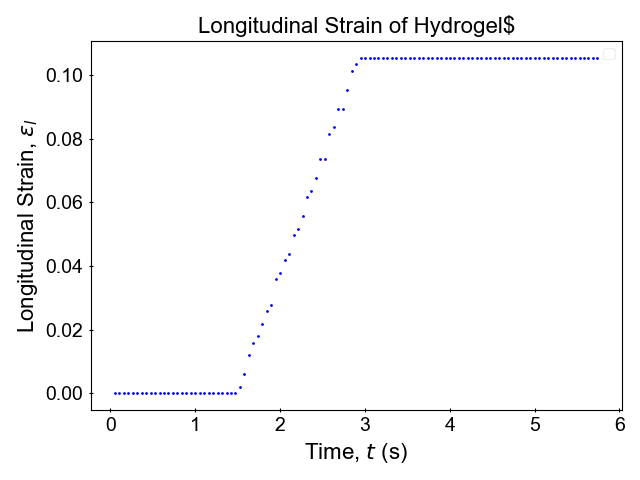 Longitudinal Strain of Hydrogel$
Longitudinal Strain, εₗ
0.10
0.08
0.06
0.04
0.02
0.00
0 1 2 3 4 5 6
Time, t (s)